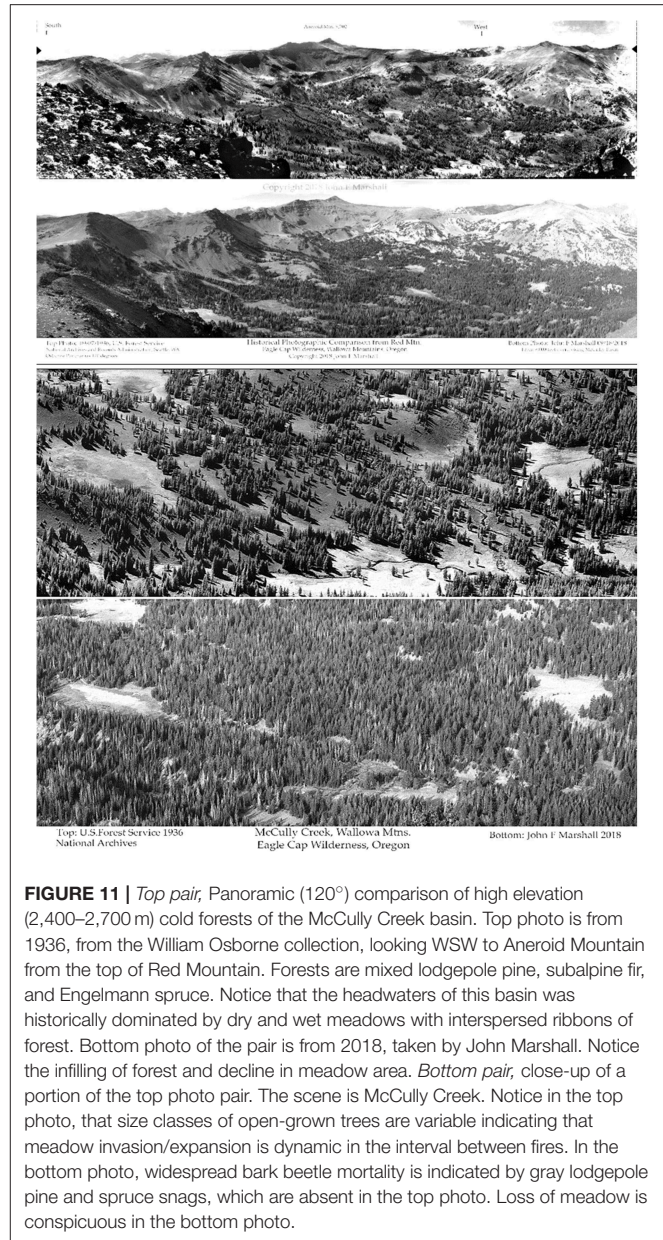 South
West
Copyright 2018 John F Marshall
Historical Photographic Comparison from Red Mtn.
Eagle Cap Wilderness, Wallowa Mountains, Oregon
Copyright 2018 John F Marshall
Top: U.S.Forest Service 1936
National Archives
McCully Creek, Wallowa Mtns.
Eagle Cap Wilderness, Oregon
Bottom: John F Marshall 2018
FIGURE 11 | Top pair, Panoramic (120°) comparison of high elevation
(2,400–2,700 m) cold forests of the McCully Creek basin. Top photo is from
1936, from the William Osborne collection, looking WSW to Aneroid Mountain
from the top of Red Mountain. Forests are mixed lodgepole pine, subalpine fir,
and Engelmann spruce. Notice that the headwaters of this basin was
historically dominated by dry and wet meadows with interspersed ribbons of
forest. Bottom photo of the pair is from 2018, taken by John Marshall. Notice
the infilling of forest and decline in meadow area. Bottom pair, close-up of a
portion of the top photo pair. The scene is McCully Creek. Notice in the top
photo, that size classes of open-grown trees are variable indicating that
meadow invasion/expansion is dynamic in the interval between fires. In the
bottom photo, widespread bark beetle mortality is indicated by gray lodgepole
pine and spruce snags, which are absent in the top photo. Loss of meadow is
conspicuous in the bottom photo.